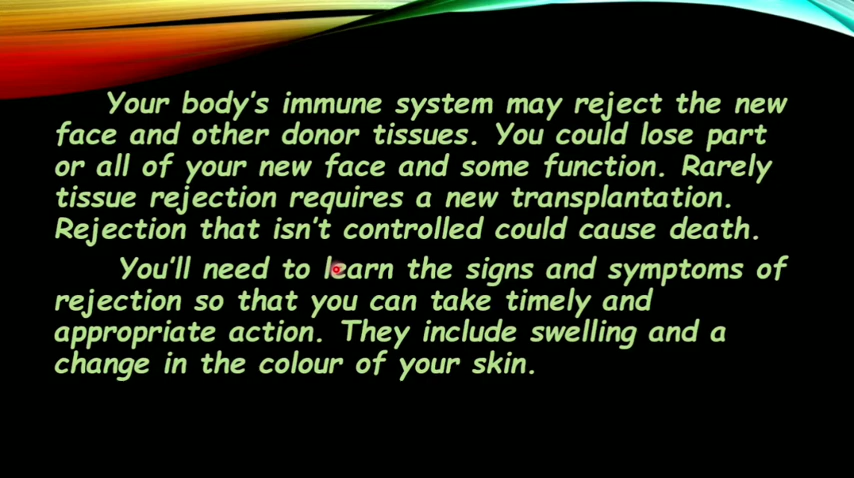 Your body's immune system may reject the new
face and other donor tissues. You could lose part
or all of your new face and some function. Rarely
tissue rejection requires a new transplantation.
Rejection that isn't controlled could cause death.
You'll need to learn the signs and symptoms of
rejection so that you can take timely and
appropriate action. They include swelling and a
change in the colour of your skin.